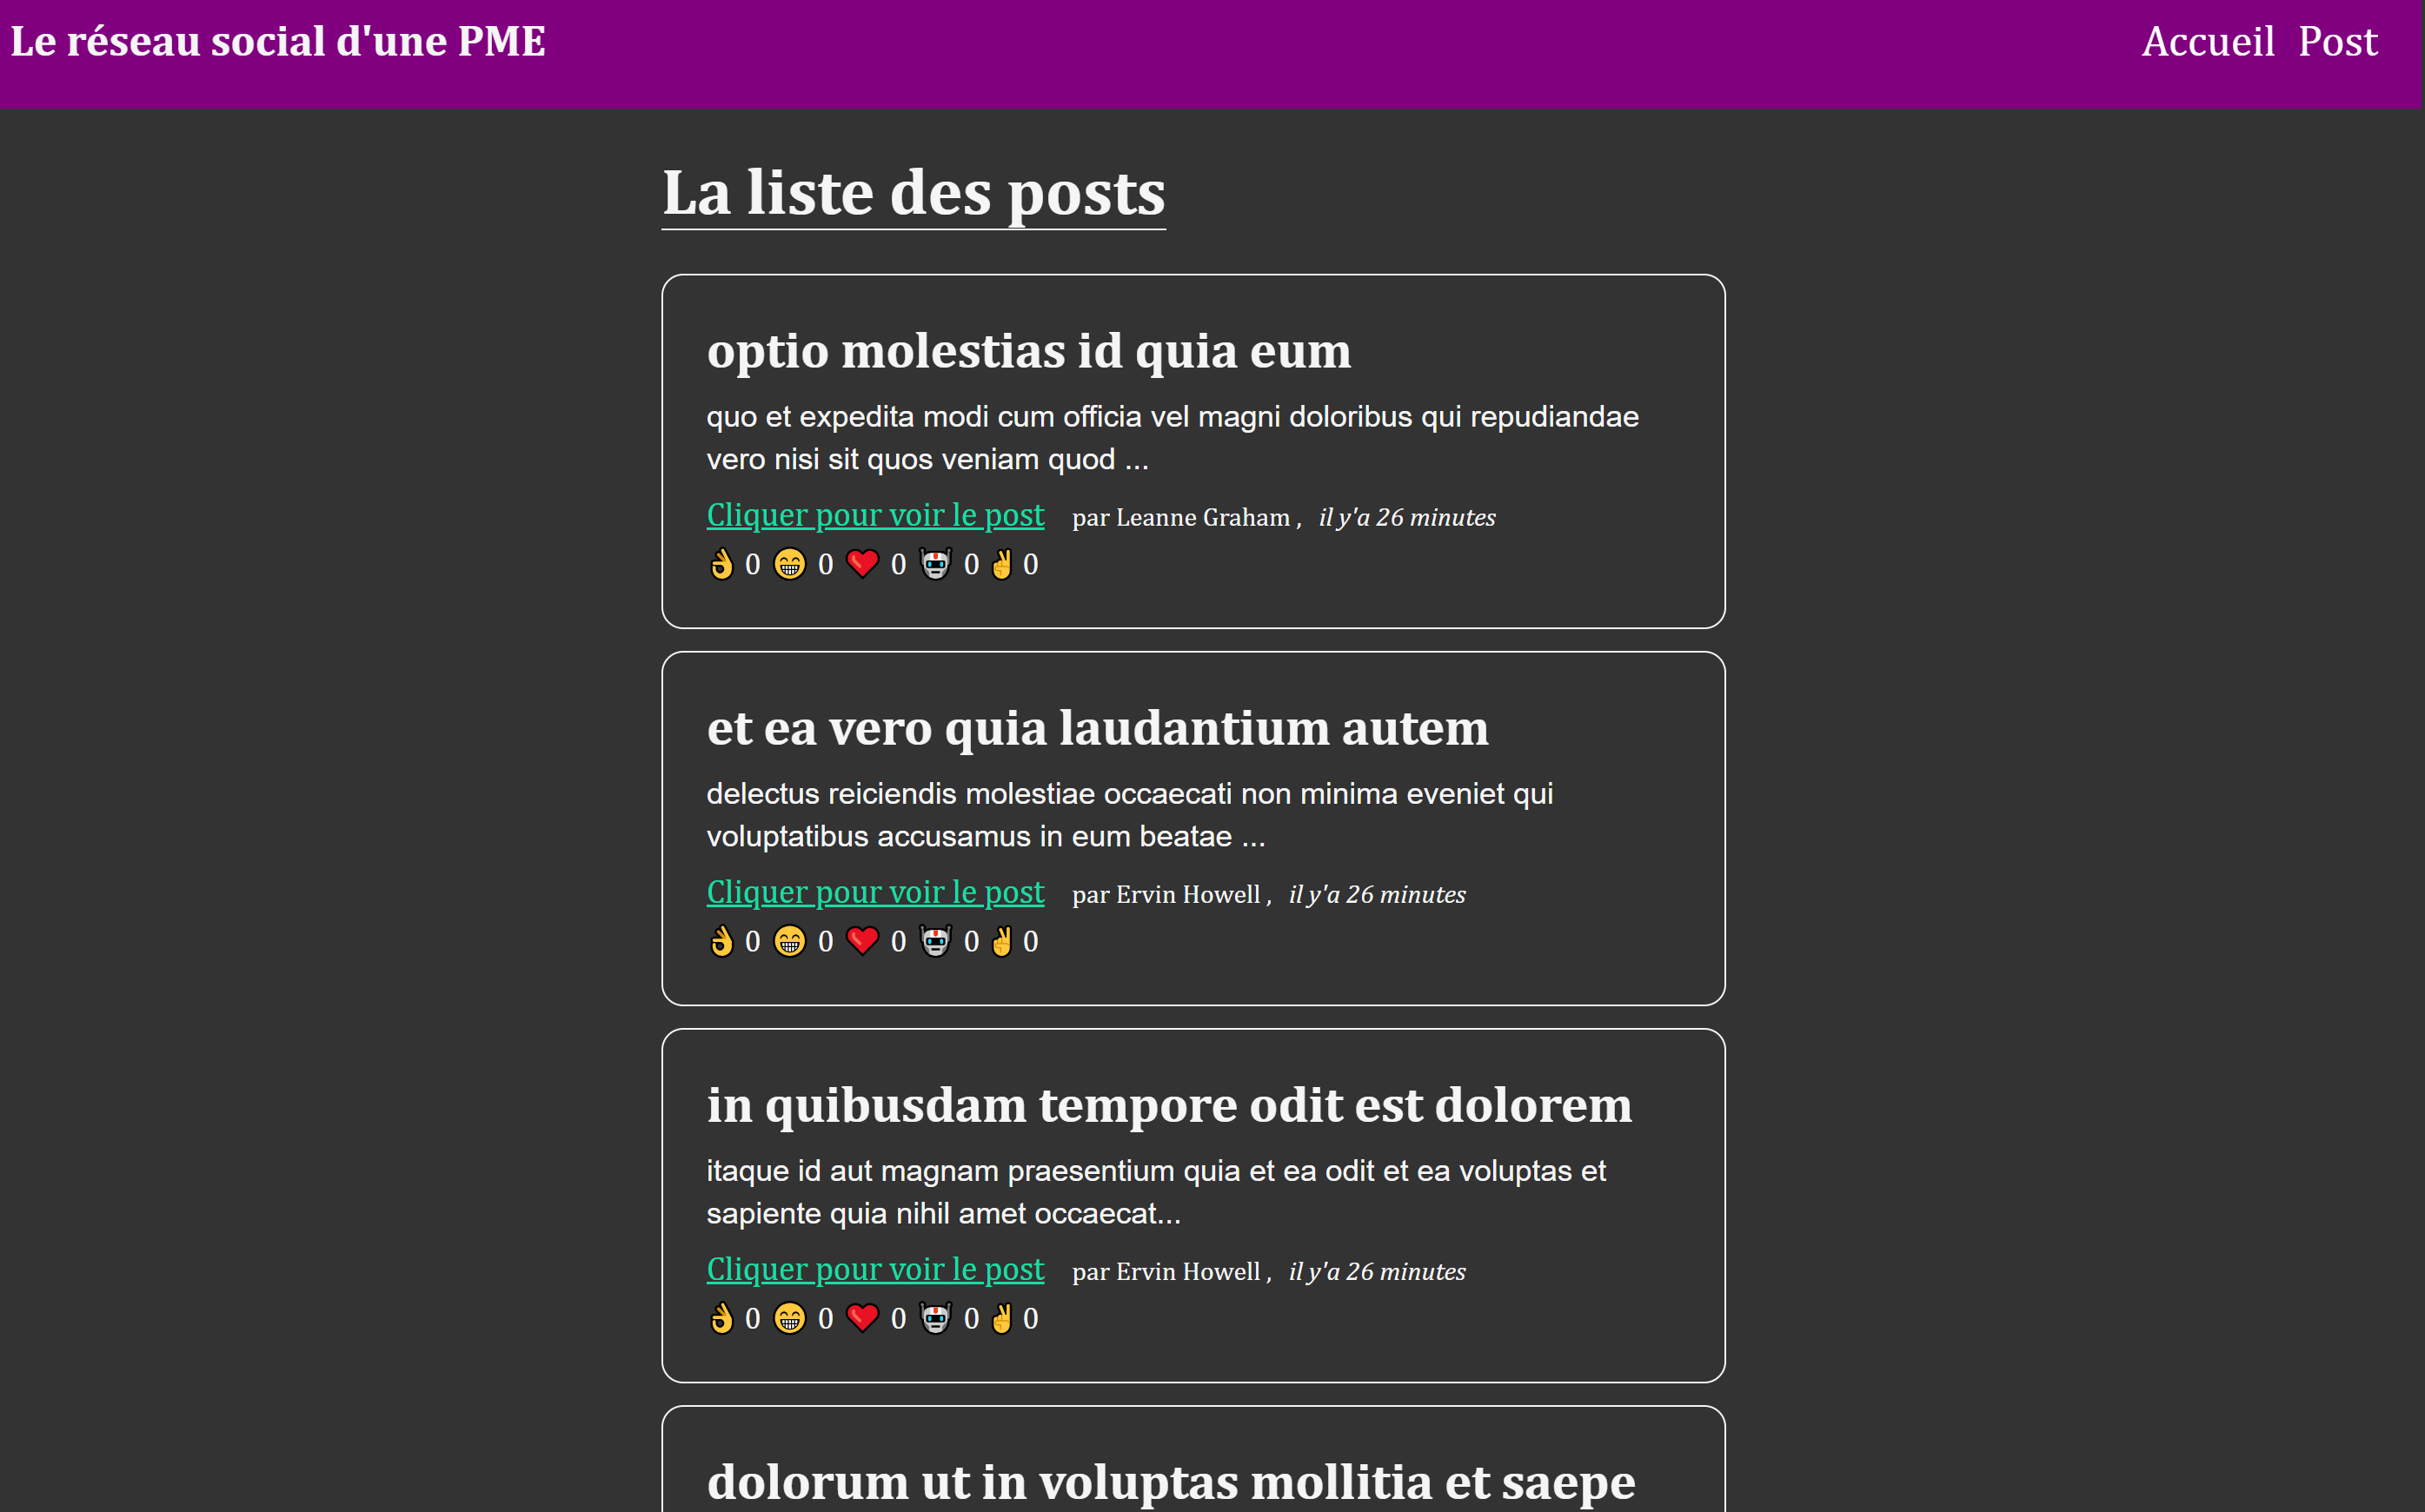 Le réseau social d'une PME
Accueil Post
La liste des posts
optio molestias id quia eum
quo et expedita modi cum officia vel magni doloribus qui repudiandae
vero nisi sit quos veniam quod ...
Cliquer pour voir le post par Leanne Graham , il y'a 26 minutes
👌 0 😁 0 ❤️ 0 🤖 0 ✌️ 0
et ea vero quia laudantium autem
delectus reiciendis molestiae occaecati non minima eveniet qui
voluptatibus accusamus in eum beatae ...
Cliquer pour voir le post par Ervin Howell , il y'a 26 minutes
👌 0 😁 0 ❤️ 0 🤖 0 ✌️ 0
in quibusdam tempore odit est dolorem
itaque id aut magnam praesentium quia et ea odit et ea voluptas et
sapiente quia nihil amet occaecat...
Cliquer pour voir le post par Ervin Howell , il y'a 26 minutes
👌 0 😁 0 ❤️ 0 🤖 0 ✌️ 0
dolorum ut in voluptas mollitia et saepe